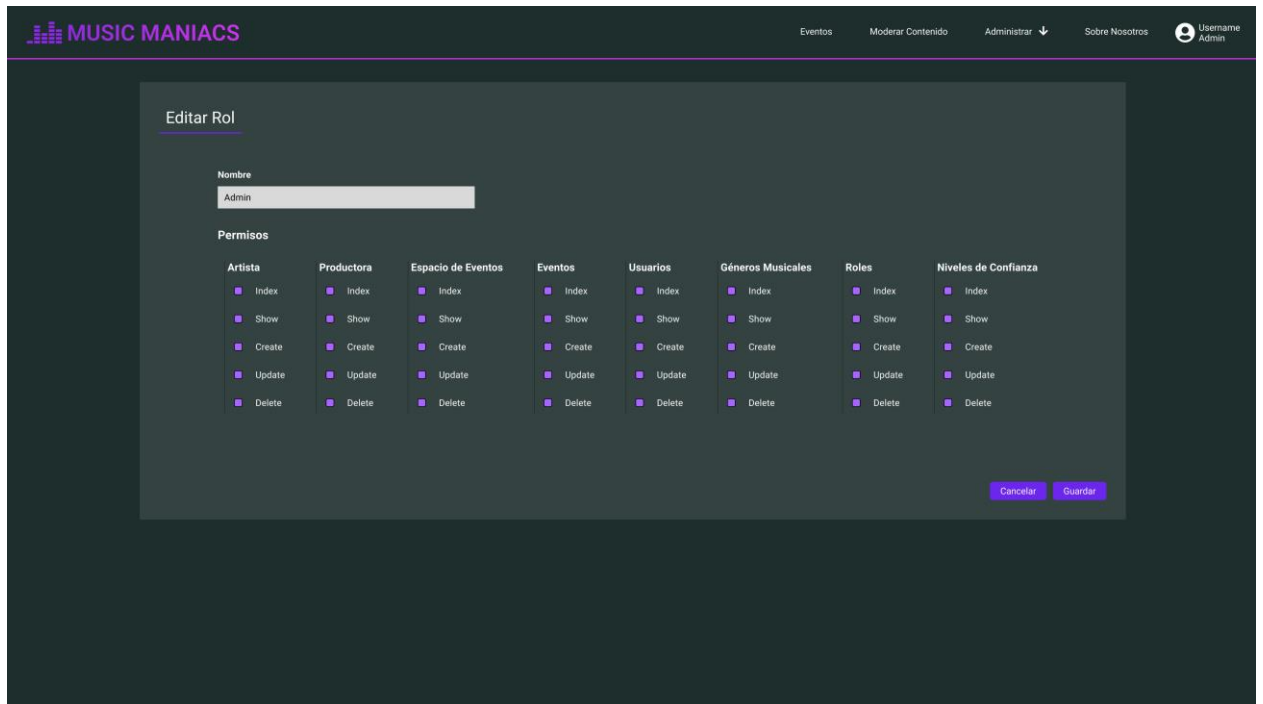 MUSIC MANIACS
Eventos Moderar Contenido Administrar Sobre Nosotros Username
Admin
Editar Rol
Nombre
Admin
Permisos
Artista Productora Espacio de Eventos Eventos Usuarios Géneros Musicales Roles Niveles de Confianza
Index Index Index Index Index Index Index Index
Show Show Show Show Show Show Show Show
Create Create Create Create Create Create Create Create
Update Update Update Update Update Update Update Update
Delete Delete Delete Delete Delete Delete Delete Delete
Cancelar Guardar